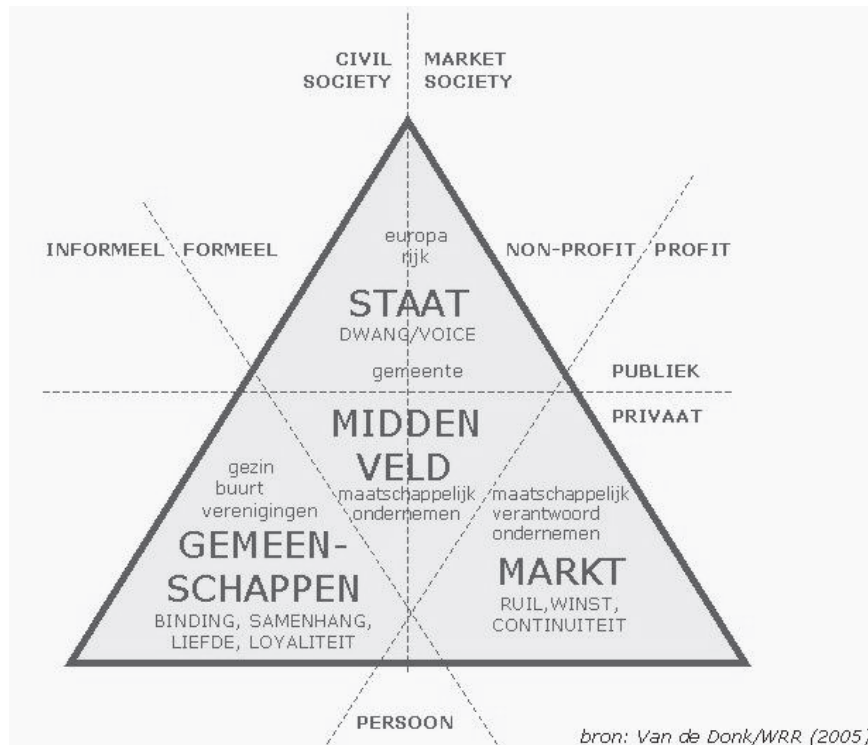 CIVIL SOCIETY
MARKET SOCIETY
INFORMEEL
FORMEEL
europa
rijk
NON-PROFIT
PROFIT
STAAT
DWANG/VOICE
gemeente
PUBLIEK
PRIVAAT
MIDDEN
VELD
gezin
buurt
verenigingen
maatschappelijk
ondernemen
maatschappelijk
verantwoord
ondernemen
GEMEEN-
SCHAPPEN
BINDING, SAMENHANG,
LIEFDE, LOYALITEIT
MARKT
RUIL,WINST,
CONTINUITEIT
PERSOON
bron: Van de Donk/WRR (2005)